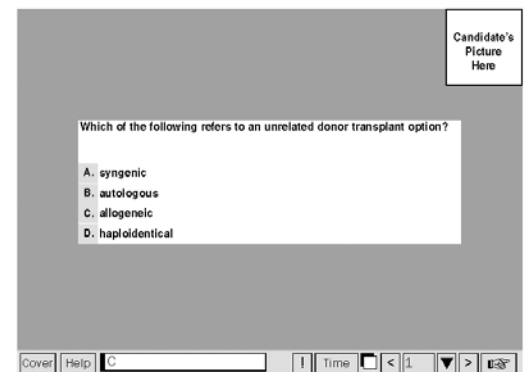 Candidate's
Picture
Here
Which of the following refers to an unrelated donor transplant option?
A. syngenic
B. autologous
C. allogeneic
D. haploidentical
Cover Help C ! Time < 1 >